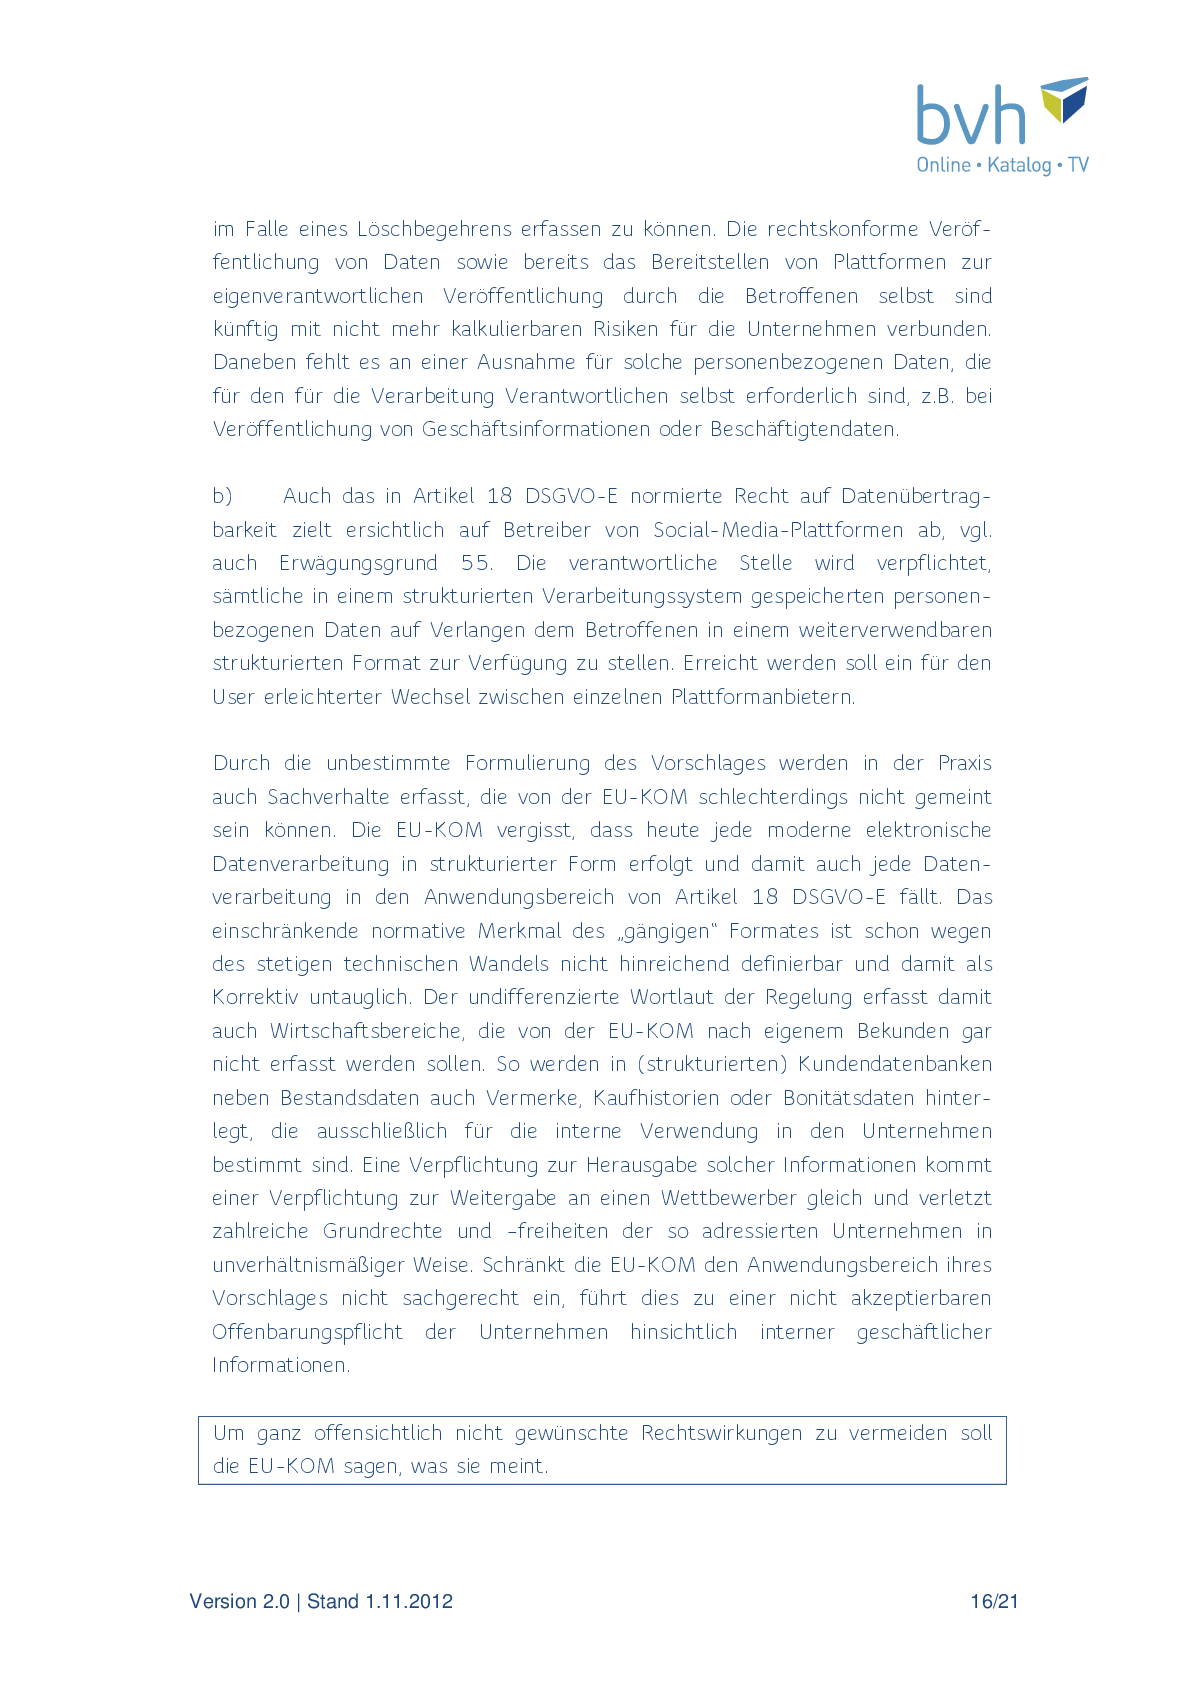 bvh
Online • Katalog • TV
im Falle eines Löschbegehrens erfassen zu können. Die rechtskonforme Veröf-
fentlichung von Daten sowie bereits das Bereitstellen von Plattformen zur
eigenverantwortlichen Veröffentlichung durch die Betroffenen selbst sind
künftig mit nicht mehr kalkulierbaren Risiken für die Unternehmen verbunden.
Daneben fehlt es an einer Ausnahme für solche personenbezogenen Daten, die
für den für die Verarbeitung Verantwortlichen selbst erforderlich sind, z.B. bei
Veröffentlichung von Geschäftsinformationen oder Beschäftigtendaten.
b) Auch das in Artikel 18 DSGVO-E normierte Recht auf Datenübertrag-
barkeit zielt ersichtlich auf Betreiber von Social-Media-Plattformen ab, vgl.
auch Erwägungsgrund 55. Die verantwortliche Stelle wird verpflichtet,
sämtliche in einem strukturierten Verarbeitungssystem gespeicherten personen-
bezogenen Daten auf Verlangen dem Betroffenen in einem weiterverwendbaren
strukturierten Format zur Verfügung zu stellen. Erreicht werden soll ein für den
User erleichterter Wechsel zwischen einzelnen Plattformanbietern.
Durch die unbestimmte Formulierung des Vorschlages werden in der Praxis
auch Sachverhalte erfasst, die von der EU-KOM schlechterdings nicht gemeint
sein können. Die EU-KOM vergisst, dass heute jede moderne elektronische
Datenverarbeitung in strukturierter Form erfolgt und damit auch jede Daten-
verarbeitung in den Anwendungsbereich von Artikel 18 DSGVO-E fällt. Das
einschränkende normative Merkmal des „gängigen“ Formates ist schon wegen
des stetigen technischen Wandels nicht hinreichend definierbar und damit als
Korrektiv untauglich. Der undifferenzierte Wortlaut der Regelung erfasst damit
auch Wirtschaftsbereiche, die von der EU-KOM nach eigenem Bekunden gar
nicht erfasst werden sollen. So werden in (strukturierten) Kundendatenbanken
neben Bestandsdaten auch Vermerke, Kaufhistorien oder Bonitätsdaten hinter-
legt, die ausschließlich für die interne Verwendung in den Unternehmen
bestimmt sind. Eine Verpflichtung zur Herausgabe solcher Informationen kommt
einer Verpflichtung zur Weitergabe an einen Wettbewerber gleich und verletzt
zahlreiche Grundrechte und –freiheiten der so adressierten Unternehmen in
unverhältnismäßiger Weise. Schränkt die EU-KOM den Anwendungsbereich ihres
Vorschlages nicht sachgerecht ein, führt dies zu einer nicht akzeptierbaren
Offenbarungspflicht der Unternehmen hinsichtlich interner geschäftlicher
Informationen.
Um ganz offensichtlich nicht gewünschte Rechtswirkungen zu vermeiden soll
die EU-KOM sagen, was sie meint.
Version 2.0 | Stand 1.11.2012 16/21